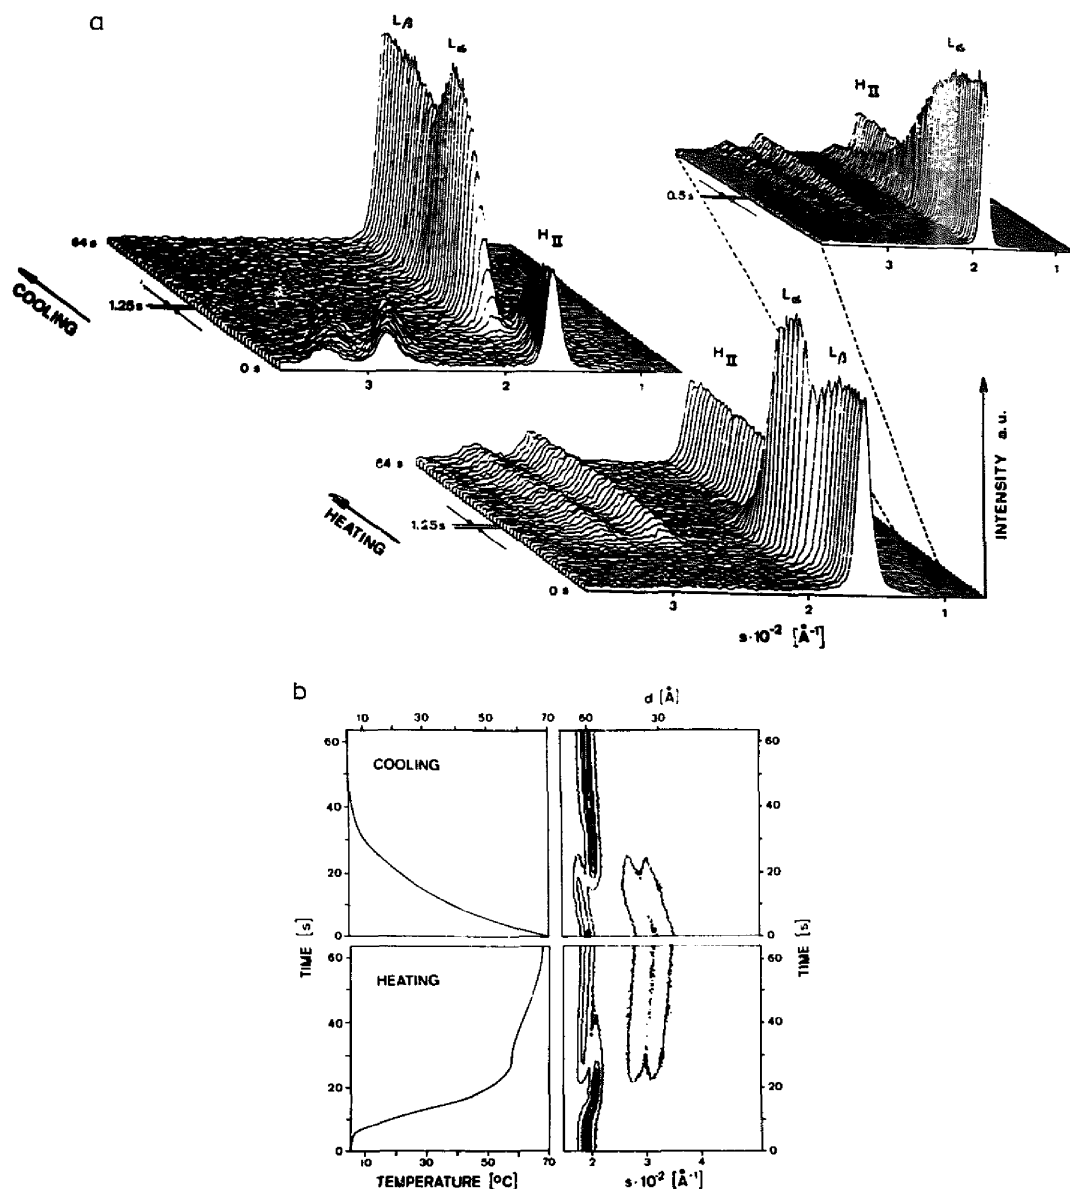 a
Lβ
Lα
HII
64 s
1.25s
0 s
COOLING
3 2 1
Lα
HII
0.5 s
3 2 1
Lα
HII
Lβ
64 s
1.25s
0 s
HEATING
3 2 1
s·10⁻² [Å⁻¹]
INTENSITY a.u.
b
10 30 50 70
d [Å]
60 30
COOLING
60
40
20
0
60
40
20
0
TIME [s]
TIME [s]
HEATING
60
40
20
0
60
40
20
0
10 30 50 70
TEMPERATURE [ºC]
2 3 4
s·10⁻² [Å⁻¹]